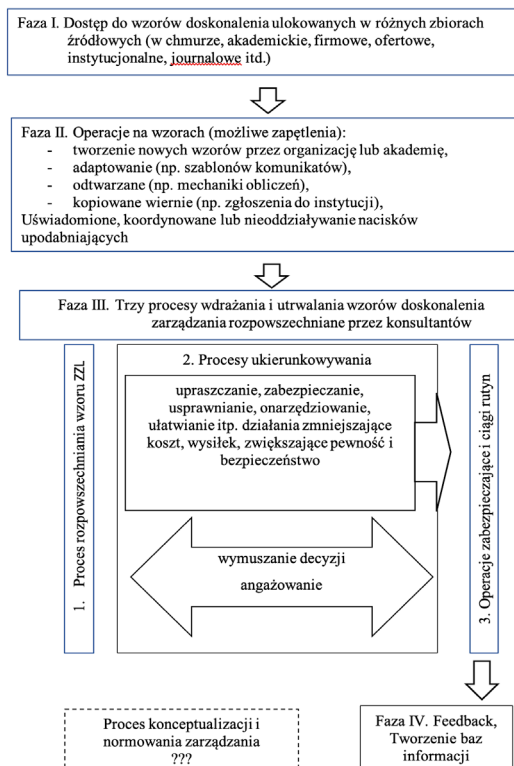 Faza I. Dostęp do wzorów doskonalenia ulokowanych w różnych zbiorach
źródłowych (w chmurze, akademickie, firmowe, ofertowe,
instytucjonalne, journalowe itd.)
Faza II. Operacje na wzorach (możliwe zapętlenia):
- tworzenie nowych wzorów przez organizację lub akademię,
- adaptowanie (np. szablonów komunikatów),
- odtwarzane (np. mechaniki obliczeń),
- kopiowane wiernie (np. zgłoszenia do instytucji),
Uświadomione, koordynowane lub nieoddziaływanie nacisków
upodabniających
Faza III. Trzy procesy wdrażania i utrwalania wzorów doskonalenia
zarządzania rozpowszechniane przez konsultantów
1. Proces rozpowszechniania wzoru ZZL
2. Procesy ukierunkowywania
upraszczanie, zabezpieczanie,
usprawnianie, onarzędziowanie,
ułatwianie itp. działania zmniejszające
koszt, wysiłek, zwiększające pewność i
bezpieczeństwo
wymuszanie decyzji
angażowanie
3. Operacje zabezpieczające i ciągi rutyn
Proces konceptualizacji i
normowania zarządzania
???
Faza IV. Feedback,
Tworzenie baz
informacji